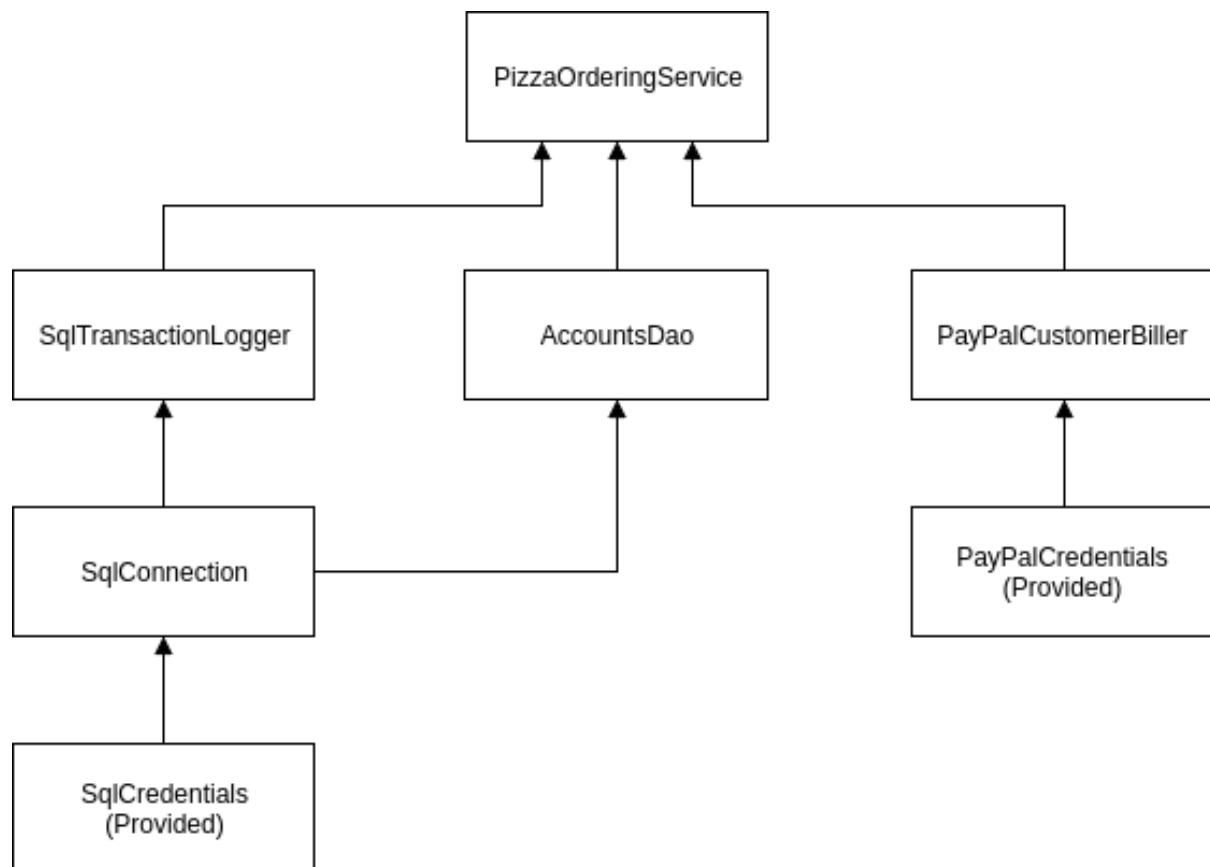 PizzaOrderingService
SqlTransactionLogger
AccountsDao
PayPalCustomerBiller
SqlConnection
PayPalCredentials
(Provided)
SqlCredentials
(Provided)